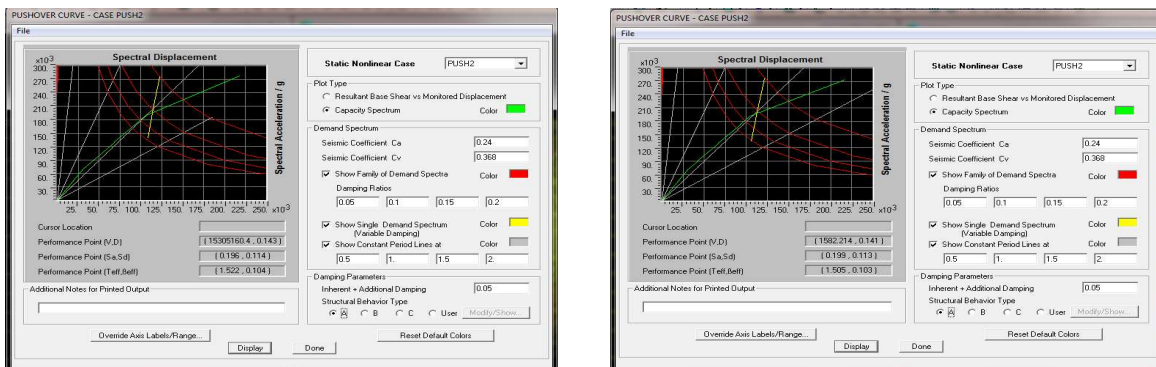 PUSHOVER CURVE - CASE PUSH2
File
Spectral Displacement
x10-3
300.
270.
240.
210.
180.
150.
120.
90.
60.
30.
Spectral Acceleration / g
25. 50. 75. 100. 125. 150. 175. 200. 225. 250. x10-3
Cursor Location
Performance Point (V,D) ( 15305160.4 , 0.143 )
Performance Point (Sa,Sd) ( 0.196 , 0.114 )
Performance Point (Teff,Beff) ( 1.522 , 0.104 )
Additional Notes for Printed Output
Static Nonlinear Case PUSH2
Plot Type
Resultant Base Shear vs Monitored Displacement
Capacity Spectrum Color
Demand Spectrum
Seismic Coefficient Ca 0.24
Seismic Coefficient Cv 0.368
Show Family of Demand Spectra Color
Damping Ratios
0.05 0.1 0.15 0.2
Show Single Demand Spectrum Color
(Variable Damping)
Show Constant Period Lines at Color
0.5 1. 1.5 2.
Damping Parameters
Inherent + Additional Damping 0.05
Structural Behavior Type
A B C User Modify/Show...
Override Axis Labels/Range... Reset Default Colors
Display Done
PUSHOVER CURVE - CASE PUSH2
File
Spectral Displacement
x10-3
300.
270.
240.
210.
180.
150.
120.
90.
60.
30.
Spectral Acceleration / g
25. 50. 75. 100. 125. 150. 175. 200. 225. 250. x10-3
Cursor Location
Performance Point (V,D) ( 1582.214 , 0.141 )
Performance Point (Sa,Sd) ( 0.199 , 0.113 )
Performance Point (Teff,Beff) ( 1.505 , 0.103 )
Additional Notes for Printed Output
Static Nonlinear Case PUSH2
Plot Type
Resultant Base Shear vs Monitored Displacement
Capacity Spectrum Color
Demand Spectrum
Seismic Coefficient Ca 0.24
Seismic Coefficient Cv 0.368
Show Family of Demand Spectra Color
Damping Ratios
0.05 0.1 0.15 0.2
Show Single Demand Spectrum Color
(Variable Damping)
Show Constant Period Lines at Color
0.5 1. 1.5 2.
Damping Parameters
Inherent + Additional Damping 0.05
Structural Behavior Type
A B C User Modify/Show...
Override Axis Labels/Range... Reset Default Colors
Display Done